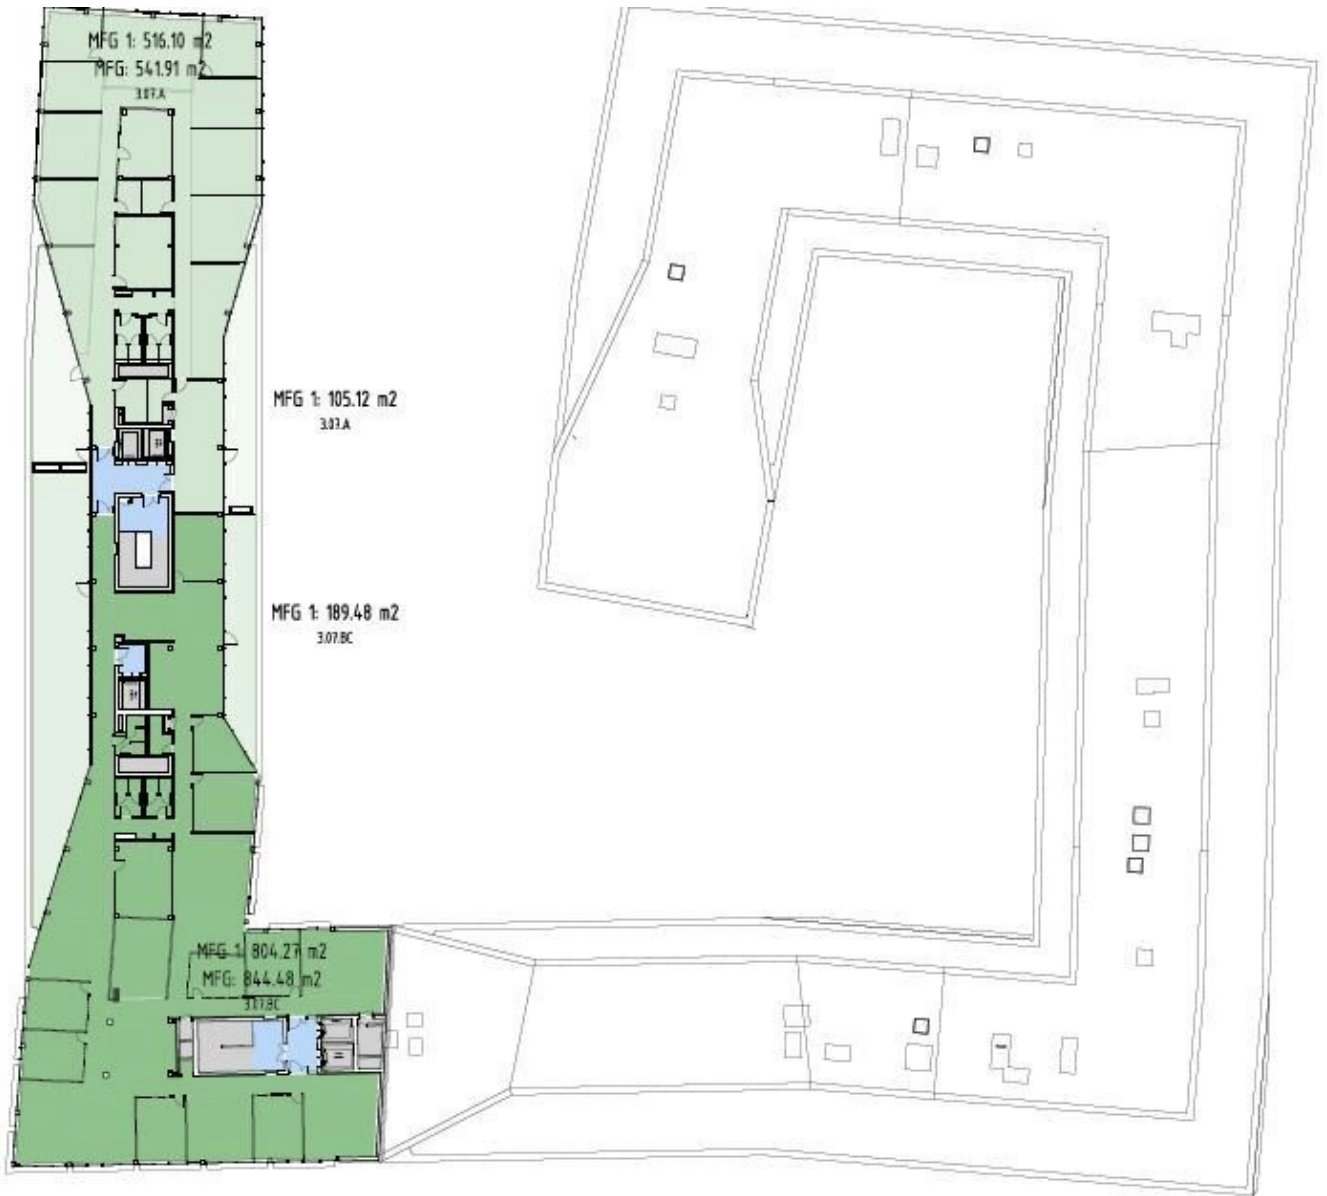 MFG 1: 516.10 m2
MFG: 541.91 m2
3.07.A
MFG 1: 105.12 m2
3.07.A
MFG 1: 189.48 m2
3.07.BC
MFG 1: 804.27 m2
MFG: 844.48 m2
3.07.BC